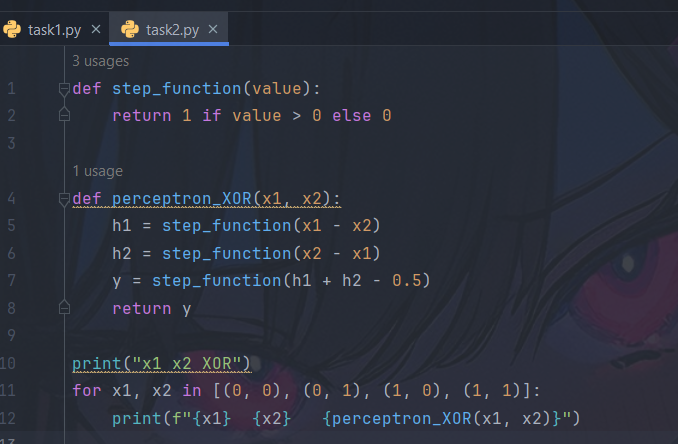 task1.py × task2.py ×
3 usages
1 def step_function(value):
2     return 1 if value > 0 else 0
3
1 usage
4 def perceptron_XOR(x1, x2):
5     h1 = step_function(x1 - x2)
6     h2 = step_function(x2 - x1)
7     y = step_function(h1 + h2 - 0.5)
8     return y
9
10 print("x1 x2 XOR")
11 for x1, x2 in [(0, 0), (0, 1), (1, 0), (1, 1)]:
12     print(f"{x1}  {x2}   {perceptron_XOR(x1, x2)}")
13